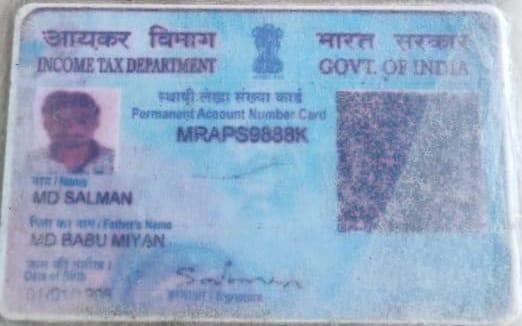 आयकर विभाग
INCOME TAX DEPARTMENT
भारत सरकार
GOVT. OF INDIA
स्थायी लेखा संख्या कार्ड
Permanent Account Number Card
MRAPS9888K
नाम / Name
MD SALMAN
पिता का नाम / Father's Name
MD BABU MIYAN
जन्म की तारीख /
Date of Birth
Salman
हस्ताक्षर / Signature